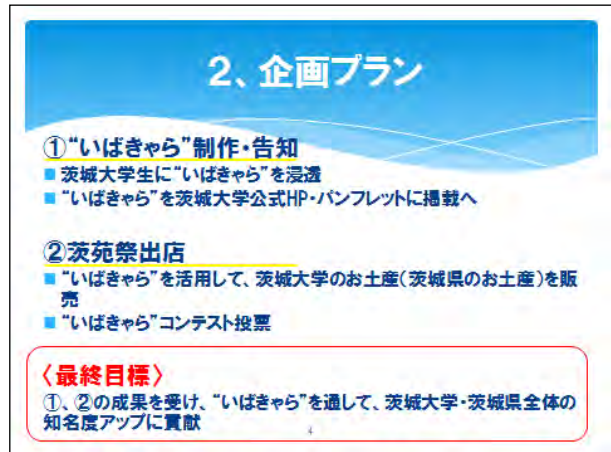 2、企画プラン
①“いばきゃら”制作・告知
■ 茨城大学生に“いばきゃら”を浸透
■ “いばきゃら”を茨城大学公式HP・パンフレットに掲載へ
②茨苑祭出店
■ “いばきゃら”を活用して、茨城大学のお土産（茨城県のお土産）を販
売
■ “いばきゃら”コンテスト投票
〈最終目標〉
①、②の成果を受け、“いばきゃら”を通して、茨城大学・茨城県全体の
知名度アップに貢献
4